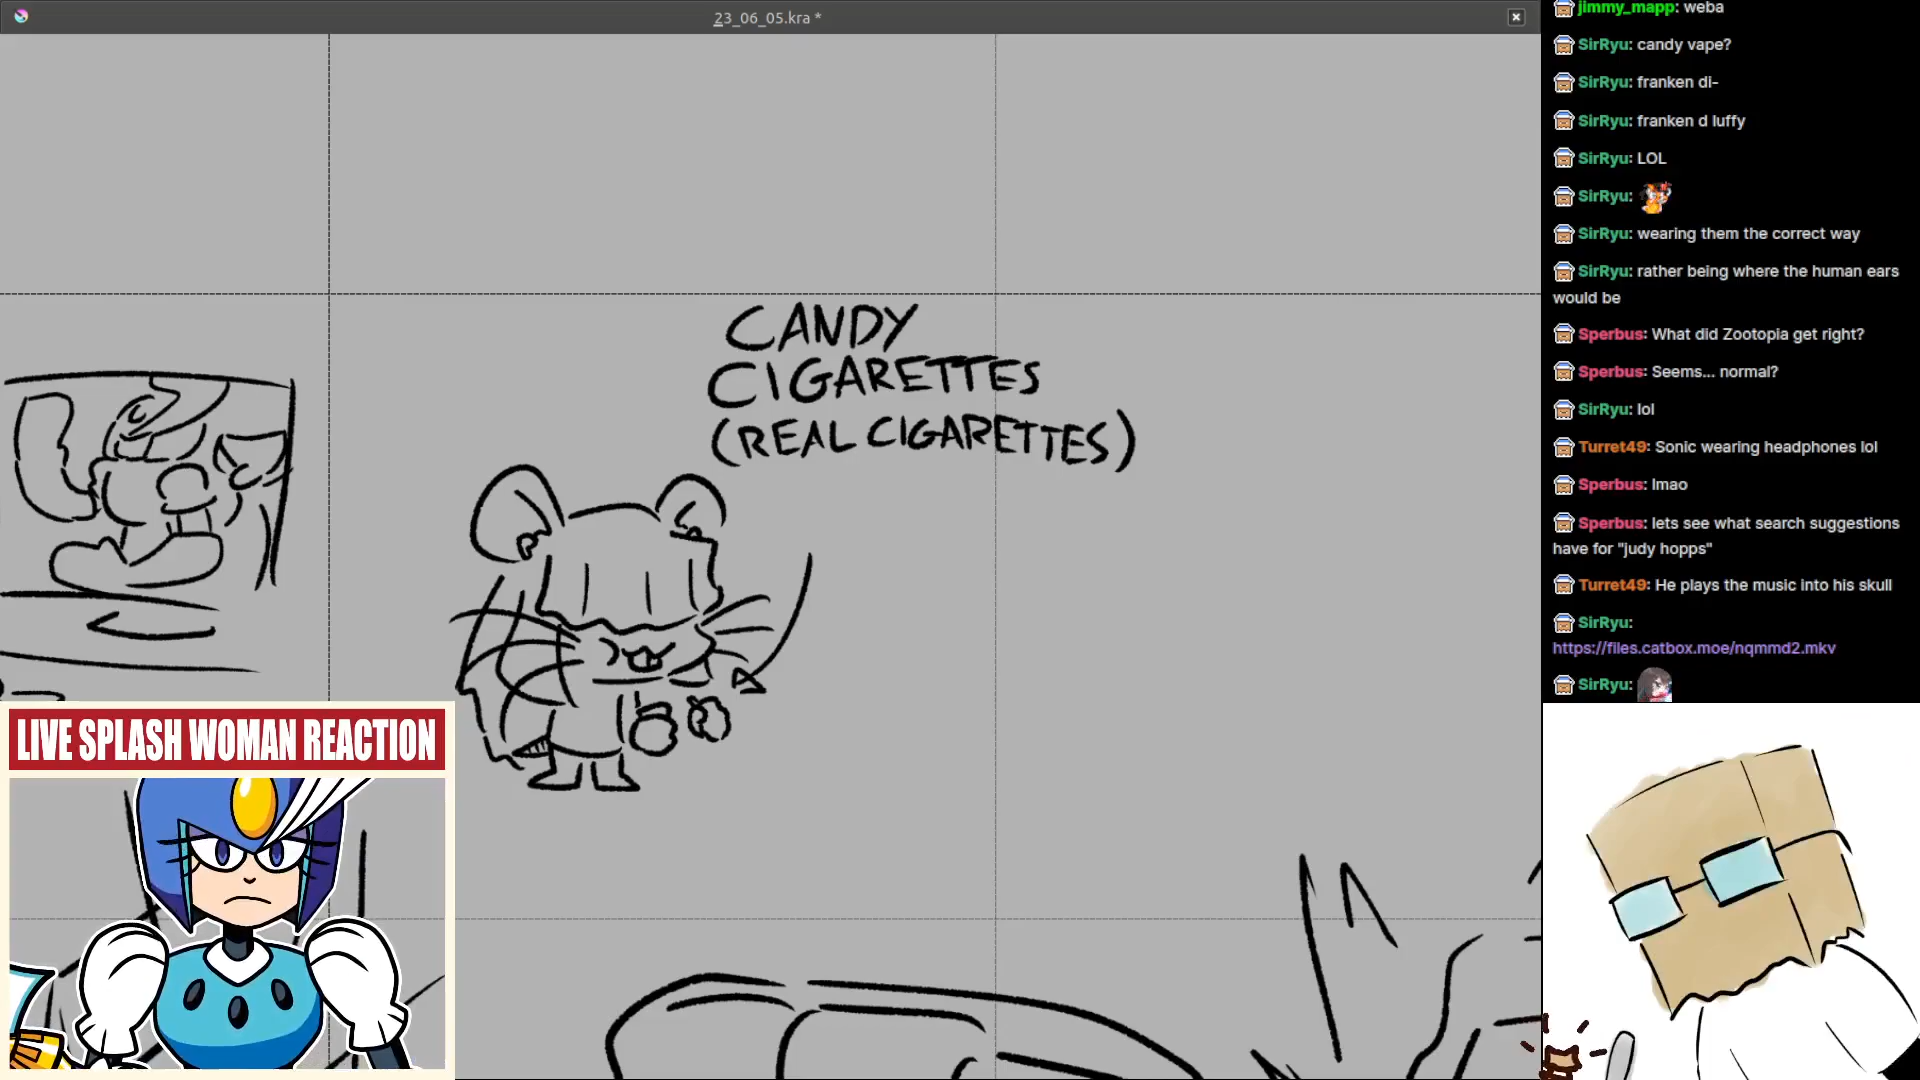 23_06_05.kra *
jimmy_mapp: weba
SirRyu: candy vape?
SirRyu: franken di-
SirRyu: franken d luffy
SirRyu: LOL
SirRyu:
SirRyu: wearing them the correct way
SirRyu: rather being where the human ears
would be
Sperbus: What did Zootopia get right?
Sperbus: Seems... normal?
SirRyu: lol
Turret49: Sonic wearing headphones lol
Sperbus: lmao
Sperbus: lets see what search suggestions
have for "judy hopps"
Turret49: He plays the music into his skull
SirRyu:
https://files.catbox.moe/nqmmd2.mkv
SirRyu:
CANDY
CIGARETTES
(REAL CIGARETTES)
LIVE SPLASH WOMAN REACTION